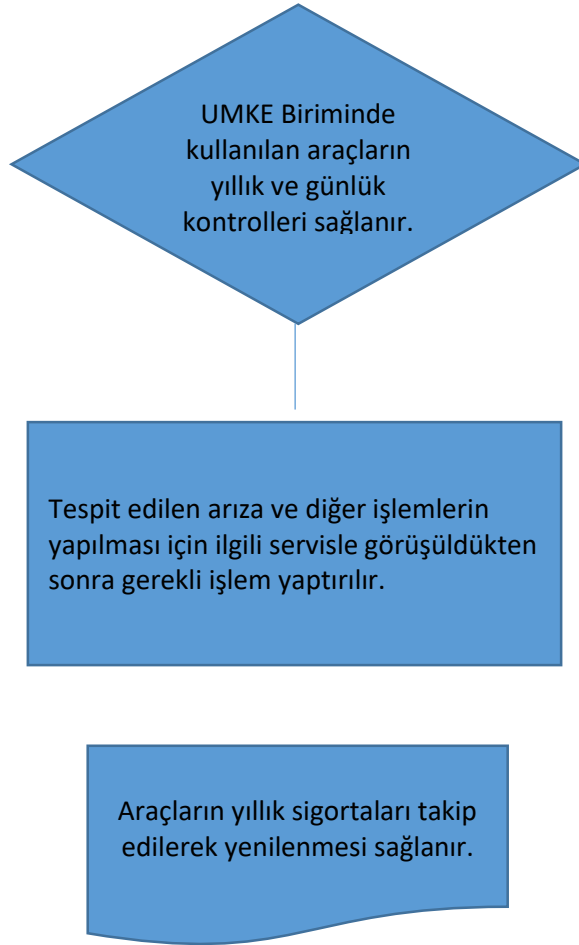 UMKE Biriminde
kullanılan araçların
yıllık ve günlük
kontrolleri sağlanır.
Tespit edilen arıza ve diğer işlemlerin
yapılması için ilgili servisle görüşüldükten
sonra gerekli işlem yaptırılır.
Araçların yıllık sigortaları takip
edilerek yenilenmesi sağlanır.